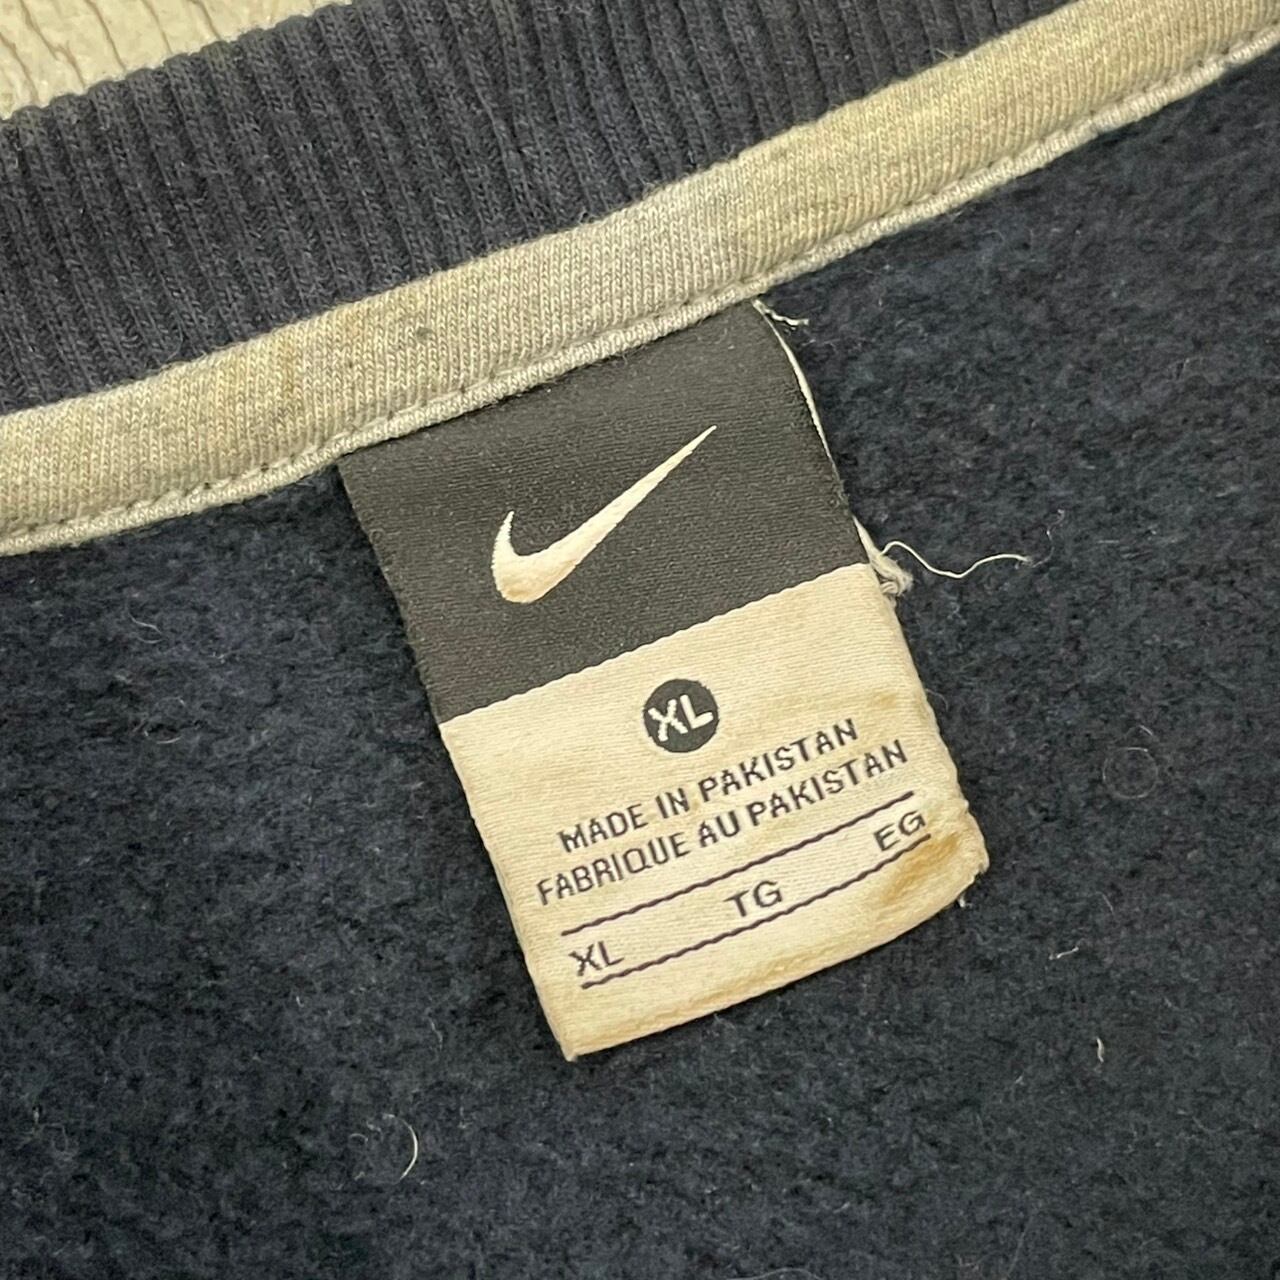 XL
MADE IN PAKISTAN
FABRIQUE AU PAKISTAN
XL TG EG